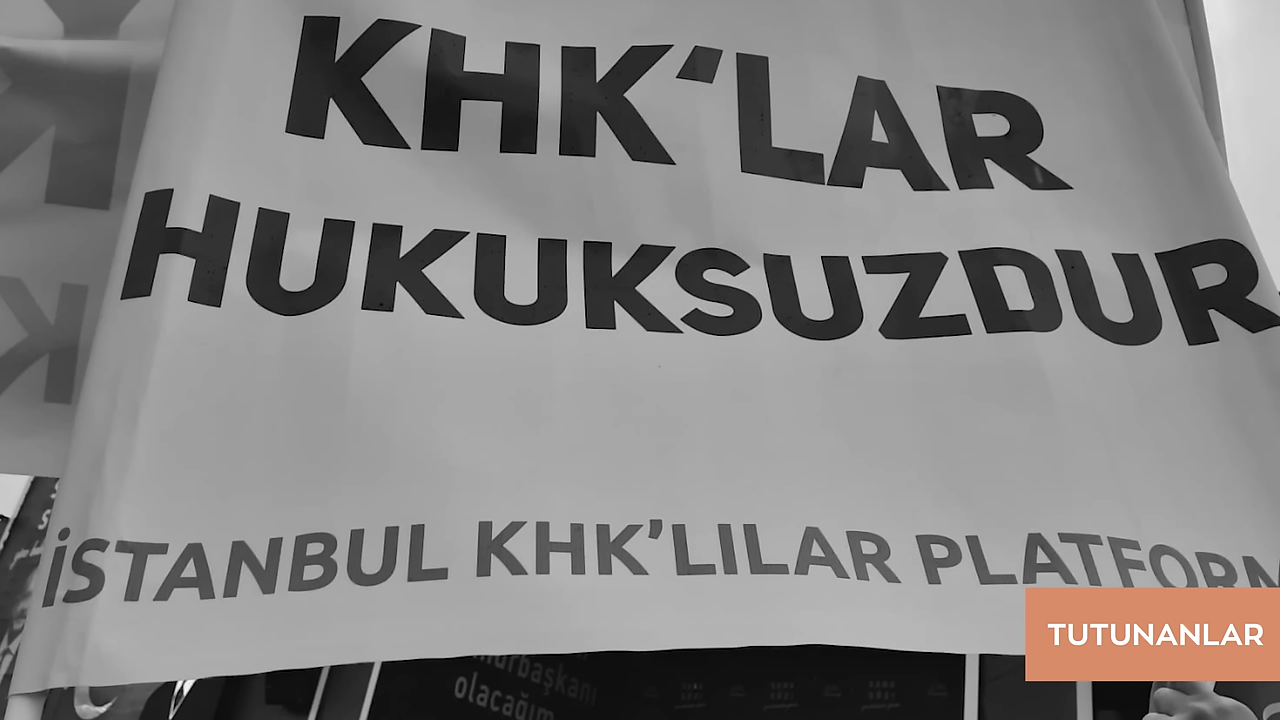 KHK'LAR
HUKUKSUZDUR
İSTANBUL KHK'LILAR PLATFORM
TUTUNANLAR
olacağım